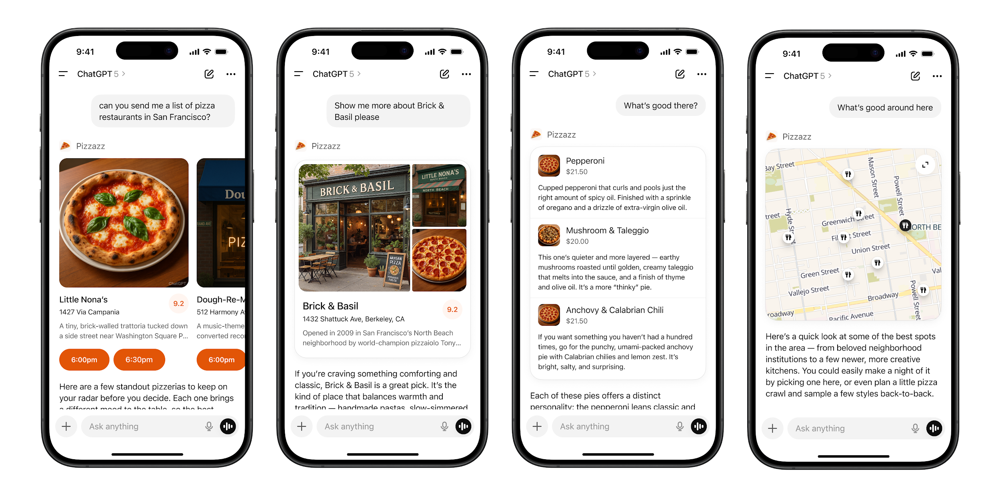 9:41
ChatGPT 5 >
can you send me a list of pizza
restaurants in San Francisco?
Pizzazz
ChatGPT
Dou
RAND AVE
PIZ
Little Nona's
9.2
1427 Via Campania
A tiny, brick-walled trattoria tucked down
a side street near Washington Square P...
6:00pm
6:30pm
Dough-Re-M
512 Harmony Av
A music-theme
converted reco
6:00pm
Here are a few standout pizzerias to keep on
your radar before you decide. Each one brings
a different mood to the table, so the best
Ask anything
9:41
ChatGPT 5 >
Show me more about Brick &
Basil please
Pizzazz
BRICK & BASIL
ARTISAN
PIZZA
PASTA
LITTLE NONA'S
NORTH BEACH
NORTH BEACH
TRATTORIA
Brick & Basil
9.2
1432 Shattuck Ave, Berkeley, CA
Opened in 2009 in San Francisco's North Beach
neighborhood by world-champion pizzaiolo Tony...
If you're craving something comforting and
classic, Brick & Basil is a great pick. It's the
kind of place that balances warmth and
tradition — handmade pastas, slow-simmered
Ask anything
9:41
ChatGPT 5 >
What's good there?
Pizzazz
Pepperoni
$21.50
Cupped pepperoni that curls and pools just the
right amount of spicy oil. Finished with a sprinkle
of oregano and a drizzle of extra-virgin olive oil.
Mushroom & Taleggio
$20.00
This one's quieter and more layered — earthy
mushrooms roasted until golden, creamy taleggio
that melts into the sauce, and a finish of thyme
and olive oil. It's a more “thinky” pie.
Anchovy & Calabrian Chili
$21.50
If you want something you haven't had a hundred
times, go for the punchy, umami-packed anchovy
pie with Calabrian chilies and lemon zest. It's
bright, salty, and surprising.
Each of these pies offers a distinct
personality: the pepperoni leans classic and
Ask anything
9:41
ChatGPT 5 >
What's good around here
Pizzazz
Bay Street
Mason Street
Powell Street
treet
Hyde St
Greenwich Street
ORTH BE
Fil t Street
Union Street
Green Street
Val
Vallejo Street
Broadway
Powell Street
roadway
Pacific Avenue
Here's a quick look at some of the best spots
in the area — from beloved neighborhood
institutions to a few newer, more creative
kitchens. You could easily make a night of it
by picking one here, or even plan a little pizza
crawl and sample a few styles back-to-back.
Ask anything